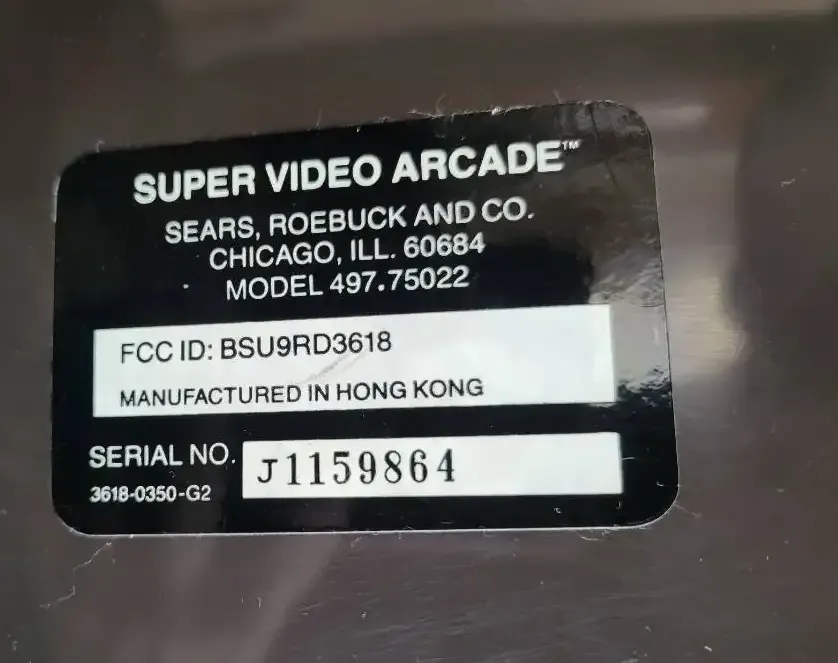 SUPER VIDEO ARCADE™
SEARS, ROEBUCK AND CO.
CHICAGO, ILL. 60684
MODEL 497.75022
FCC ID: BSU9RD3618
MANUFACTURED IN HONG KONG
SERIAL NO. J1159864
3618-0350-G2